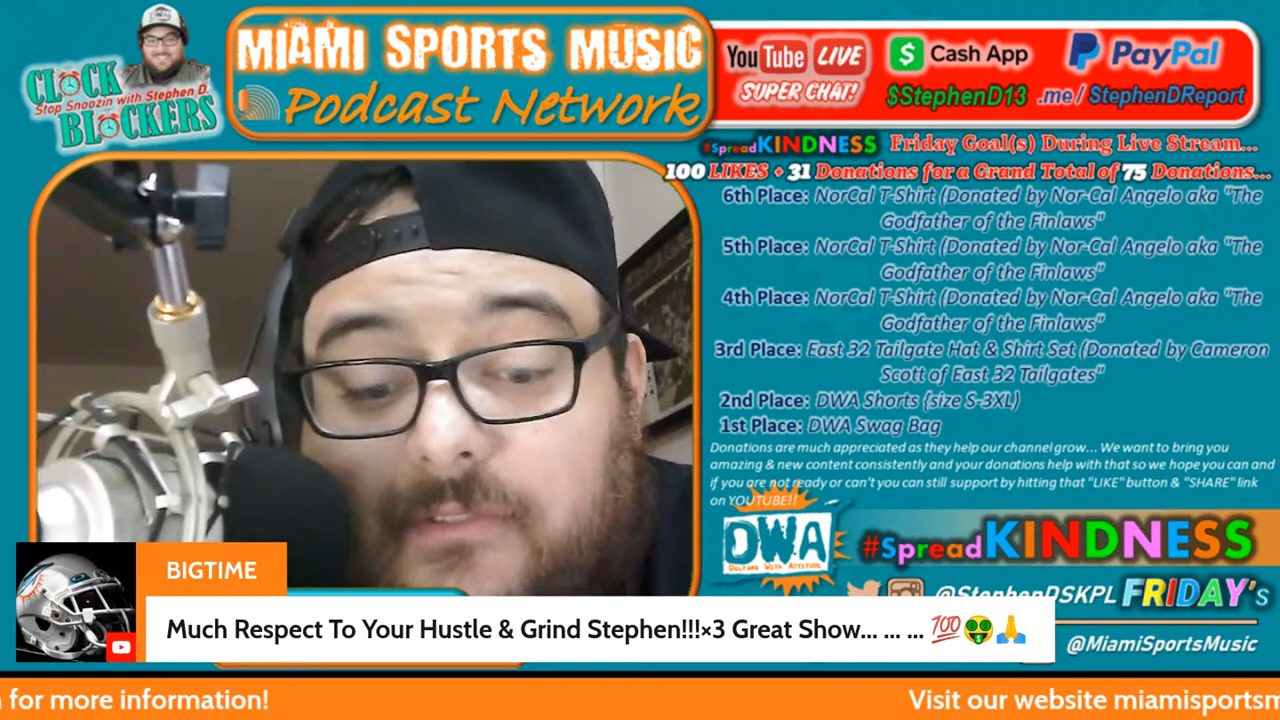 DWA
CLOCK
Stop Snoozin with Stephen D.
BLOCKERS
MIAMI SPORTS MUSIC
Podcast Network
YouTube LIVE
SUPER CHAT!
$ Cash App
$StephenD13
PayPal
.me/StephenDReport
#SpreadKINDNESS Friday Goal(s) During Live Stream...
100 LIKES + 31 Donations for a Grand Total of 75 Donations...
6th Place: NorCal T-Shirt (Donated by Nor-Cal Angelo aka "The
Godfather of the Finlaws"
5th Place: NorCal T-Shirt (Donated by Nor-Cal Angelo aka "The
Godfather of the Finlaws"
4th Place: NorCal T-Shirt (Donated by Nor-Cal Angelo aka "The
Godfather of the Finlaws"
3rd Place: East 32 Tailgate Hat & Shirt Set (Donated by Cameron
Scott of East 32 Tailgates"
2nd Place: DWA Shorts (size S-3XL)
1st Place: DWA Swag Bag
Donations are much appreciated as they help our channel grow... We want to bring you
amazing & new content consistently and your donations help with that so we hope you can and
if you are not ready or can't you can still support by hitting that "LIKE" button & "SHARE" link
on YOUTUBE!!
DWA
DOLFANS WITH ATTITUDE
#SpreadKINDNESS
@StephenDSKPL FRIDAY's
@MiamiSportsMusic
BIGTIME
Much Respect To Your Hustle & Grind Stephen!!!×3 Great Show... ... ... 💯🤑🙏
for more information!
Visit our website miamisportsm